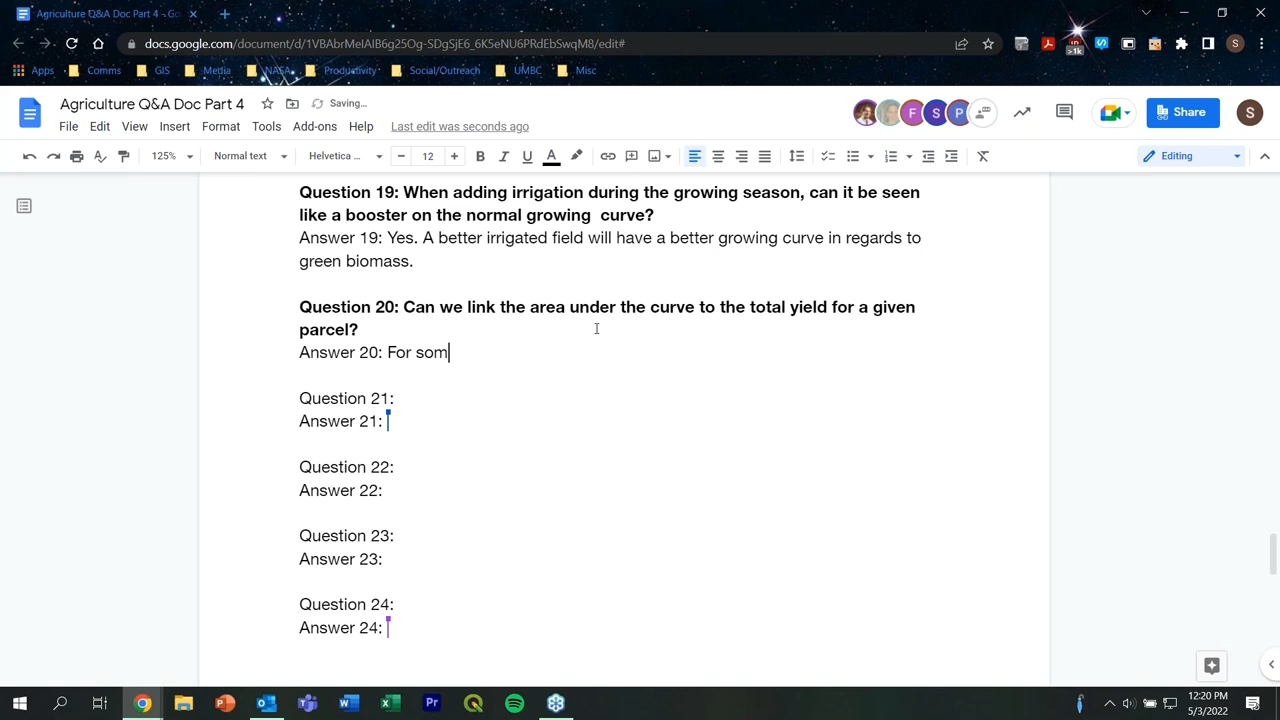 Agriculture Q&A Doc Part 4 - Go
docs.google.com/document/d/1VBAbrMeIAIB6g25Og-SDgSjE6_6K5eNU6PRdEbSwqM8/edit#
>1k
S
Apps Comms GIS Media NASA Productivity Social/Outreach UMBC Misc
Agriculture Q&A Doc Part 4
Saving...
F S P
Share
S
File Edit View Insert Format Tools Add-ons Help Last edit was seconds ago
125% Normal text Helvetica ... 12 B I U A Editing
Question 19: When adding irrigation during the growing season, can it be seen
like a booster on the normal growing curve?
Answer 19: Yes. A better irrigated field will have a better growing curve in regards to
green biomass.
Question 20: Can we link the area under the curve to the total yield for a given
parcel?
Answer 20: For som
Question 21:
Answer 21:
Question 22:
Answer 22:
Question 23:
Answer 23:
Question 24:
Answer 24:
12:20 PM
5/3/2022